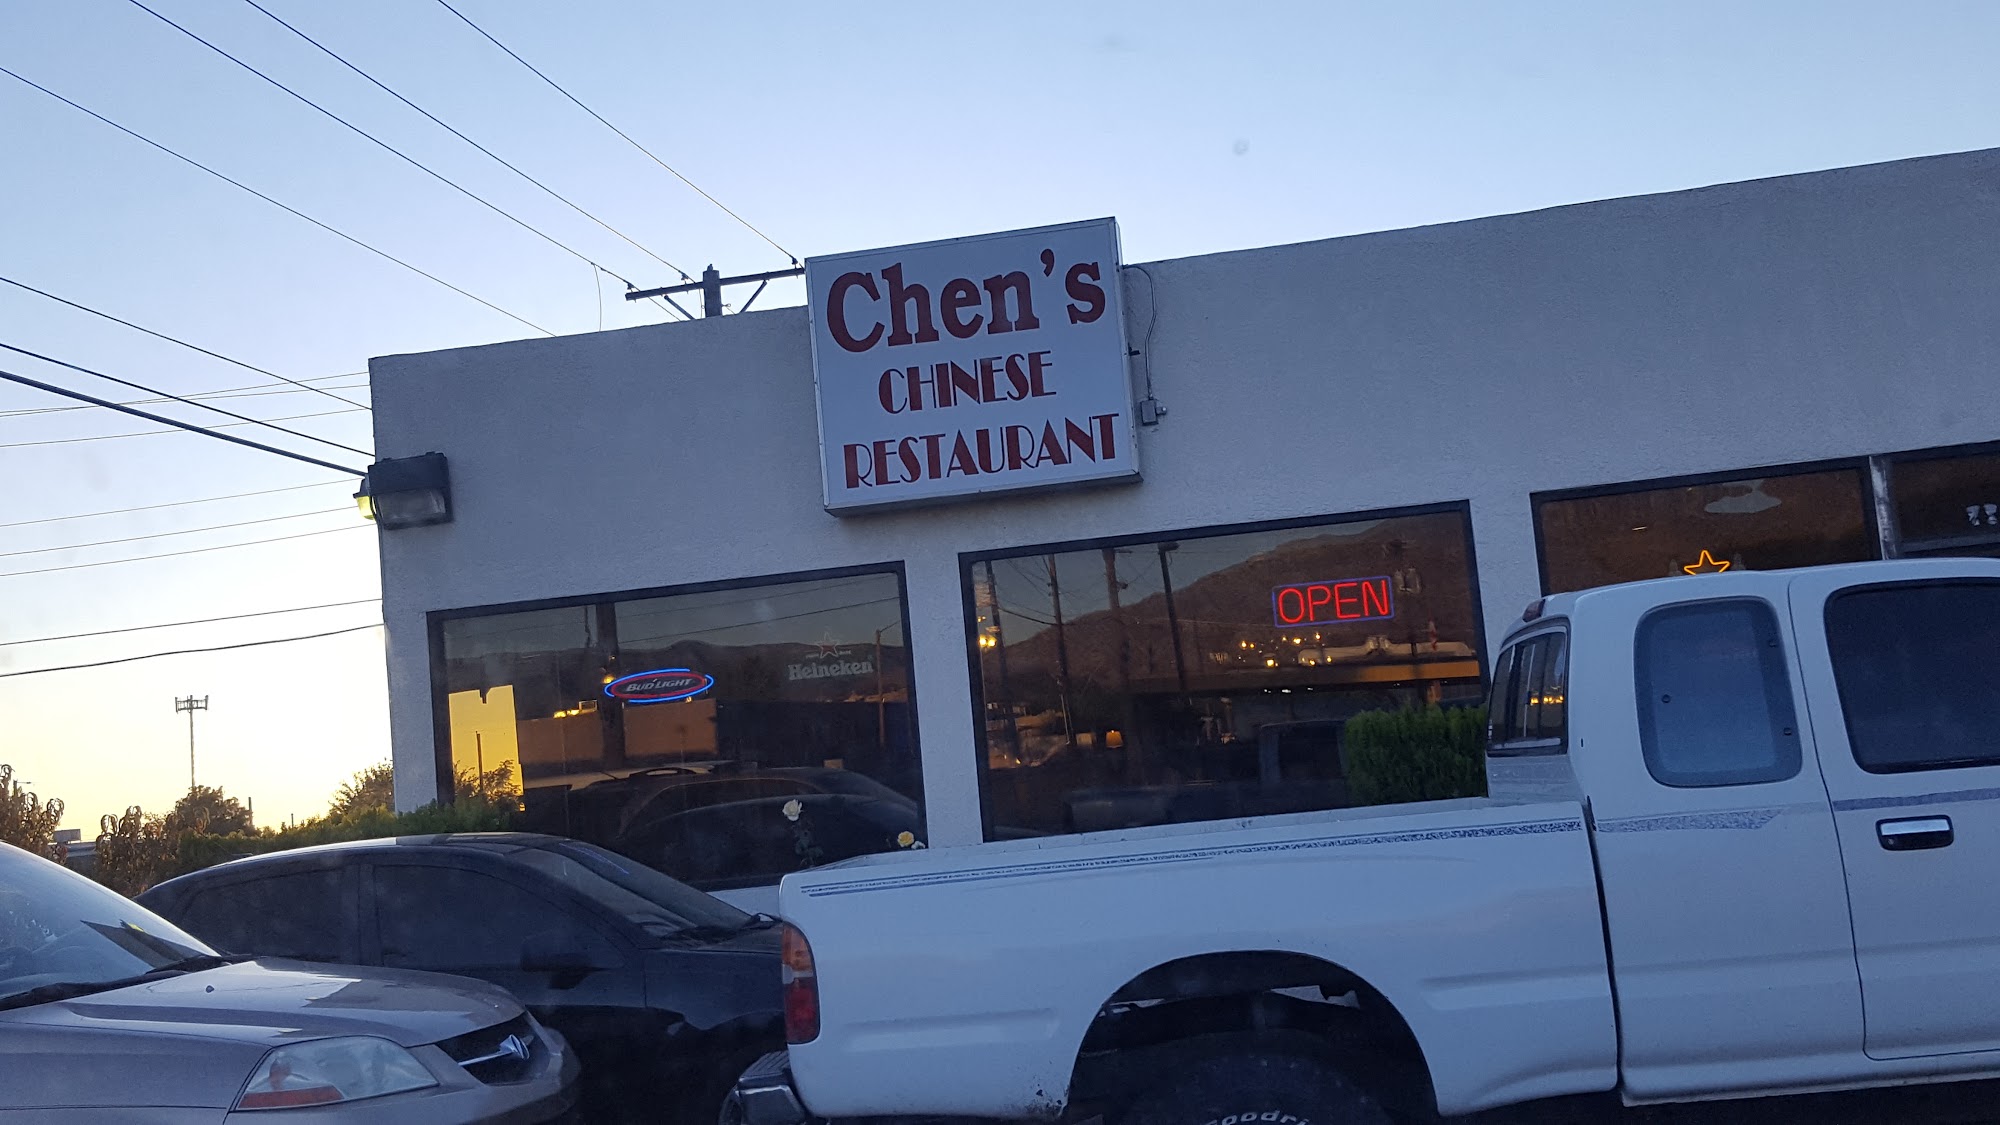 Chen's
CHINESE
RESTAURANT
OPEN
BUD LIGHT
Heineken